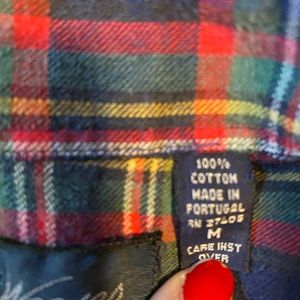 100%
COTTON
MADE IN
PORTUGAL
RN 27405
M
CARE INST
OVER